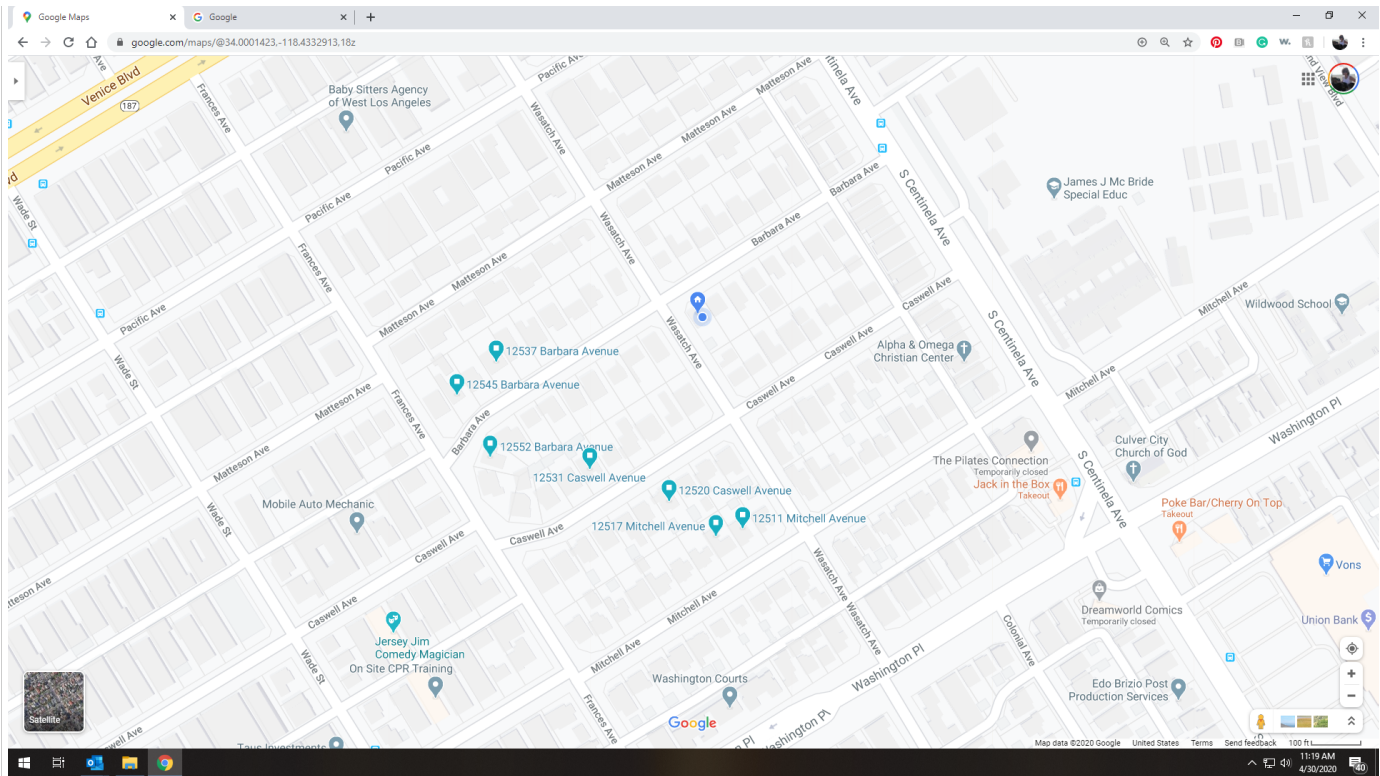 Google Maps
Google
google.com/maps/@34.0001423,-118.4332913,18z
Pacific Ave
Matteson Ave
Venice Blvd
187
Frances Ave
Baby Sitters Agency
of West Los Angeles
Wasatch Ave
Matteson Ave
Pacific Ave
Matteson Ave
Barbara Ave
S Centinela Ave
James J Mc Bride
Special Educ
Wade St
Pacific Ave
Wasatch Ave
Barbara Ave
Frances Ave
Matteson Ave
Caswell Ave
Mitchell Ave
Wildwood School
Pacific Ave
Matteson Ave
Wasatch Ave
Caswell Ave
S Centinela Ave
Alpha & Omega
Christian Center
12537 Barbara Avenue
12545 Barbara Avenue
Wade St
Matteson Ave
Frances Ave
Caswell Ave
Mitchell Ave
Washington Pl
Barbara Ave
12552 Barbara Avenue
12531 Caswell Avenue
Culver City
Church of God
The Pilates Connection
Temporarily closed
Jack in the Box
Takeout
S Centinela Ave
Matteson Ave
12520 Caswell Avenue
Mobile Auto Mechanic
12517 Mitchell Avenue
12511 Mitchell Avenue
Poke Bar/Cherry On Top
Takeout
Wade St
Caswell Ave
Caswell Ave
Vons
Wasatch Ave
Wasatch Ave
Mitchell Ave
Dreamworld Comics
Temporarily closed
Caswell Ave
Union Bank
Colonial Ave
Jersey Jim
Comedy Magician
On Site CPR Training
Mitchell Ave
Wade St
Washington Pl
Washington Courts
Edo Brizio Post
Production Services
Frances Ave
Satellite
Google
Taus Investments
Map data ©2020 Google United States Terms Send feedback 100 ft
11:19 AM
4/30/2020
40